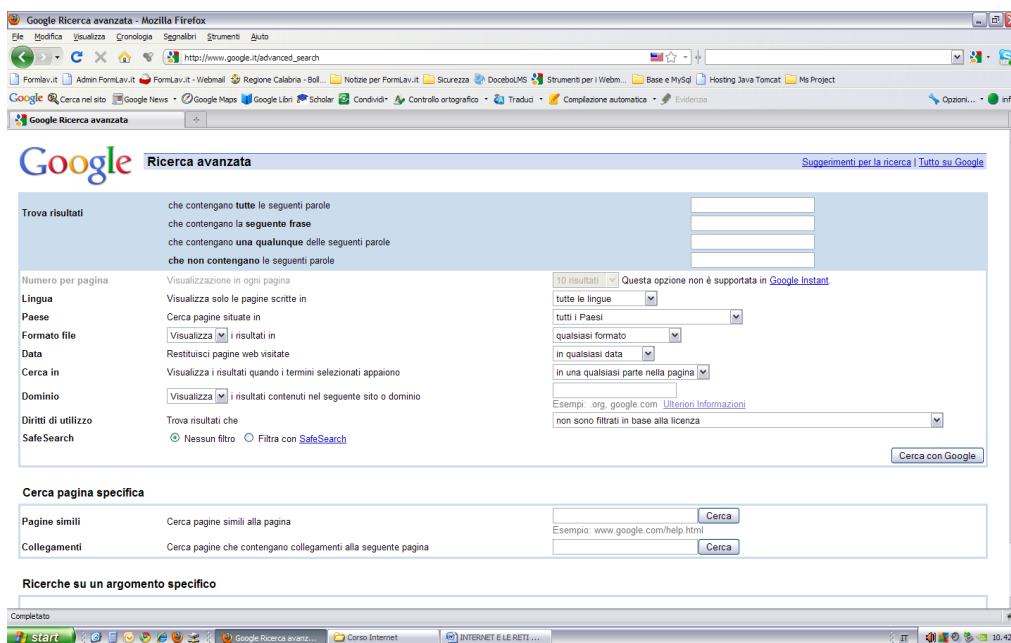 Google Ricerca avanzata - Mozilla Firefox
File Modifica Visualizza Cronologia Segnalibri Strumenti Aiuto
http://www.google.it/advanced_search
Formlav.it Admin FormLav.it FormLav.it - Webmail Regione Calabria - Boll... Notizie per FormLav.it Sicurezza DoceboLMS Strumenti per i Webm... Base e MySql Hosting Java Tomcat Ms Project
Google Cerca nel sito Google News Google Maps Google Libri Scholar Condividi Controllo ortografico Traduci Compilazione automatica Evidenzia Opzioni...
Google Ricerca avanzata
Google Ricerca avanzata Suggerimenti per la ricerca | Tutto su Google
Trova risultati che contengano tutte le seguenti parole
che contengano la seguente frase
che contengano una qualunque delle seguenti parole
che non contengano le seguenti parole
Numero per pagina Visualizzazione in ogni pagina 10 risultati Questa opzione non è supportata in Google Instant.
Lingua Visualizza solo le pagine scritte in tutte le lingue
Paese Cerca pagine situate in tutti i Paesi
Formato file Visualizza i risultati in qualsiasi formato
Data Restituisci pagine web visitate in qualsiasi data
Cerca in Visualizza i risultati quando i termini selezionati appaiono in una qualsiasi parte nella pagina
Dominio Visualizza i risultati contenuti nel seguente sito o dominio
Esempi: .org, google.com Ulteriori Informazioni
Diritti di utilizzo Trova risultati che non sono filtrati in base alla licenza
SafeSearch Nessun filtro Filtra con SafeSearch
Cerca con Google
Cerca pagina specifica
Pagine simili Cerca pagine simili alla pagina Cerca
Esempio: www.google.com/help.html
Collegamenti Cerca pagine che contengano collegamenti alla seguente pagina Cerca
Ricerche su un argomento specifico
Completato
start Google Ricerca avanz... Corso Internet INTERNET E LE RETI ... IT 10.42